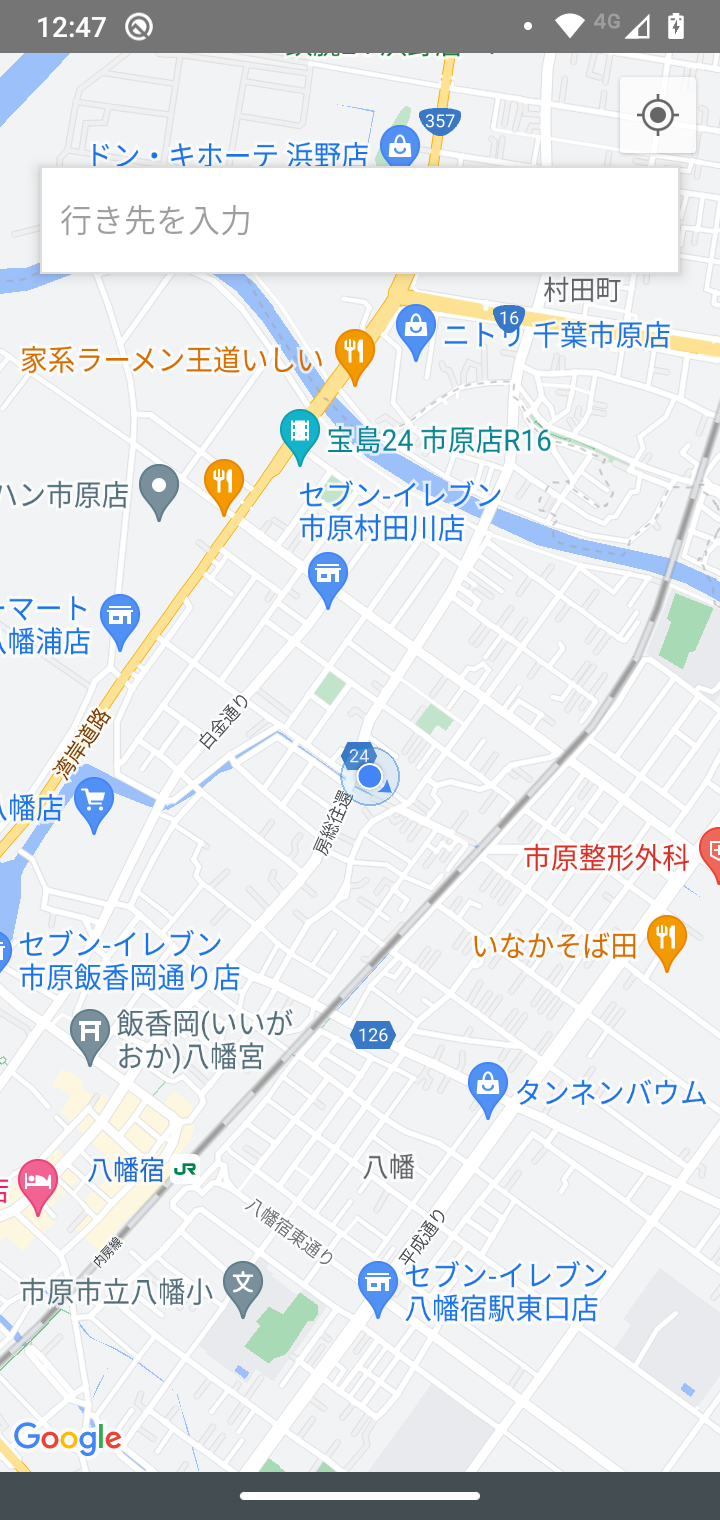 12:47
4G
357
ドン・キホーテ 浜野店
行き先を入力
村田町
16
ニトリ 千葉市原店
家系ラーメン王道いしい
宝島24 市原店R16
ハン市原店
セブン-イレブン
市原村田川店
ーマート
八幡浦店
白金通り
湾岸道路
24
八幡店
房総往還
市原整形外科
いなかそば田
セブン-イレブン
市原飯香岡通り店
飯香岡(いいが
おか)八幡宮
126
タンネンバウム
八幡宿
JR
八幡
店
八幡宿東通り
平成通り
内房線
市原市立八幡小
文
セブン-イレブン
八幡宿駅東口店
Google